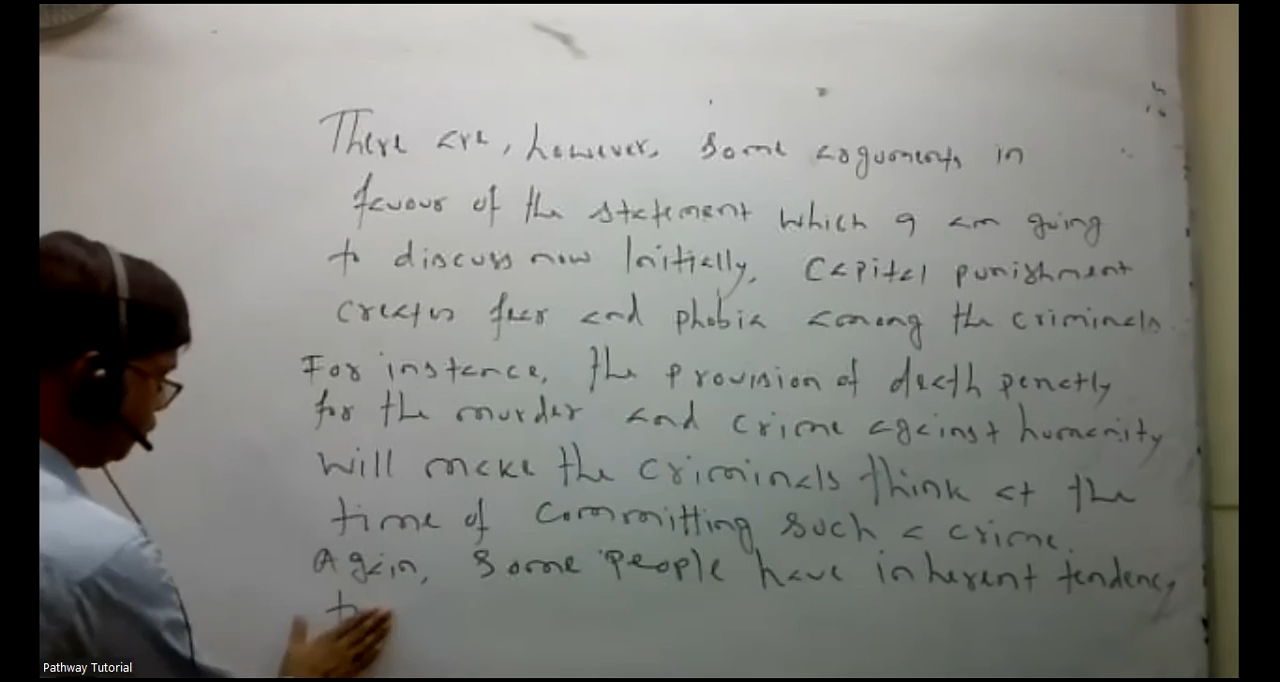 There are, however, some arguments in
favour of the statement which I am going
to discuss now Initially, Capital punishment
creates fear and phobia among the criminals.
For instance, the provision of death penatly
for the murder and crime against humanity
will make the criminals think at the
time of committing such a crime.
Again, some people have inherent tendency
Pathway Tutorial